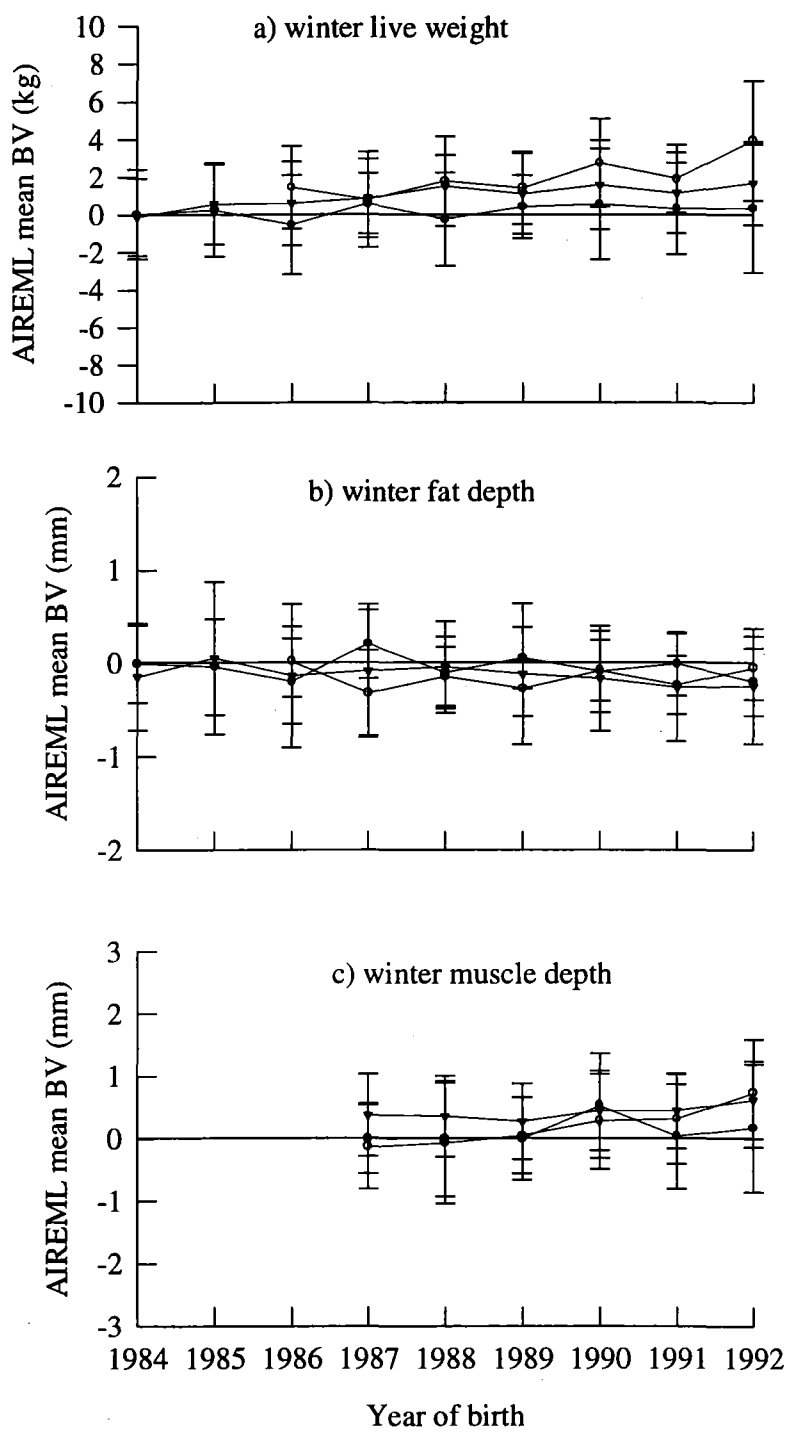 a) winter live weight
AIREML mean BV (kg)
10
8
6
4
2
0
-2
-4
-6
-8
-10
b) winter fat depth
AIREML mean BV (mm)
2
1
0
-1
-2
c) winter muscle depth
AIREML mean BV (mm)
3
2
1
0
-1
-2
-3
1984 1985 1986 1987 1988 1989 1990 1991 1992
Year of birth